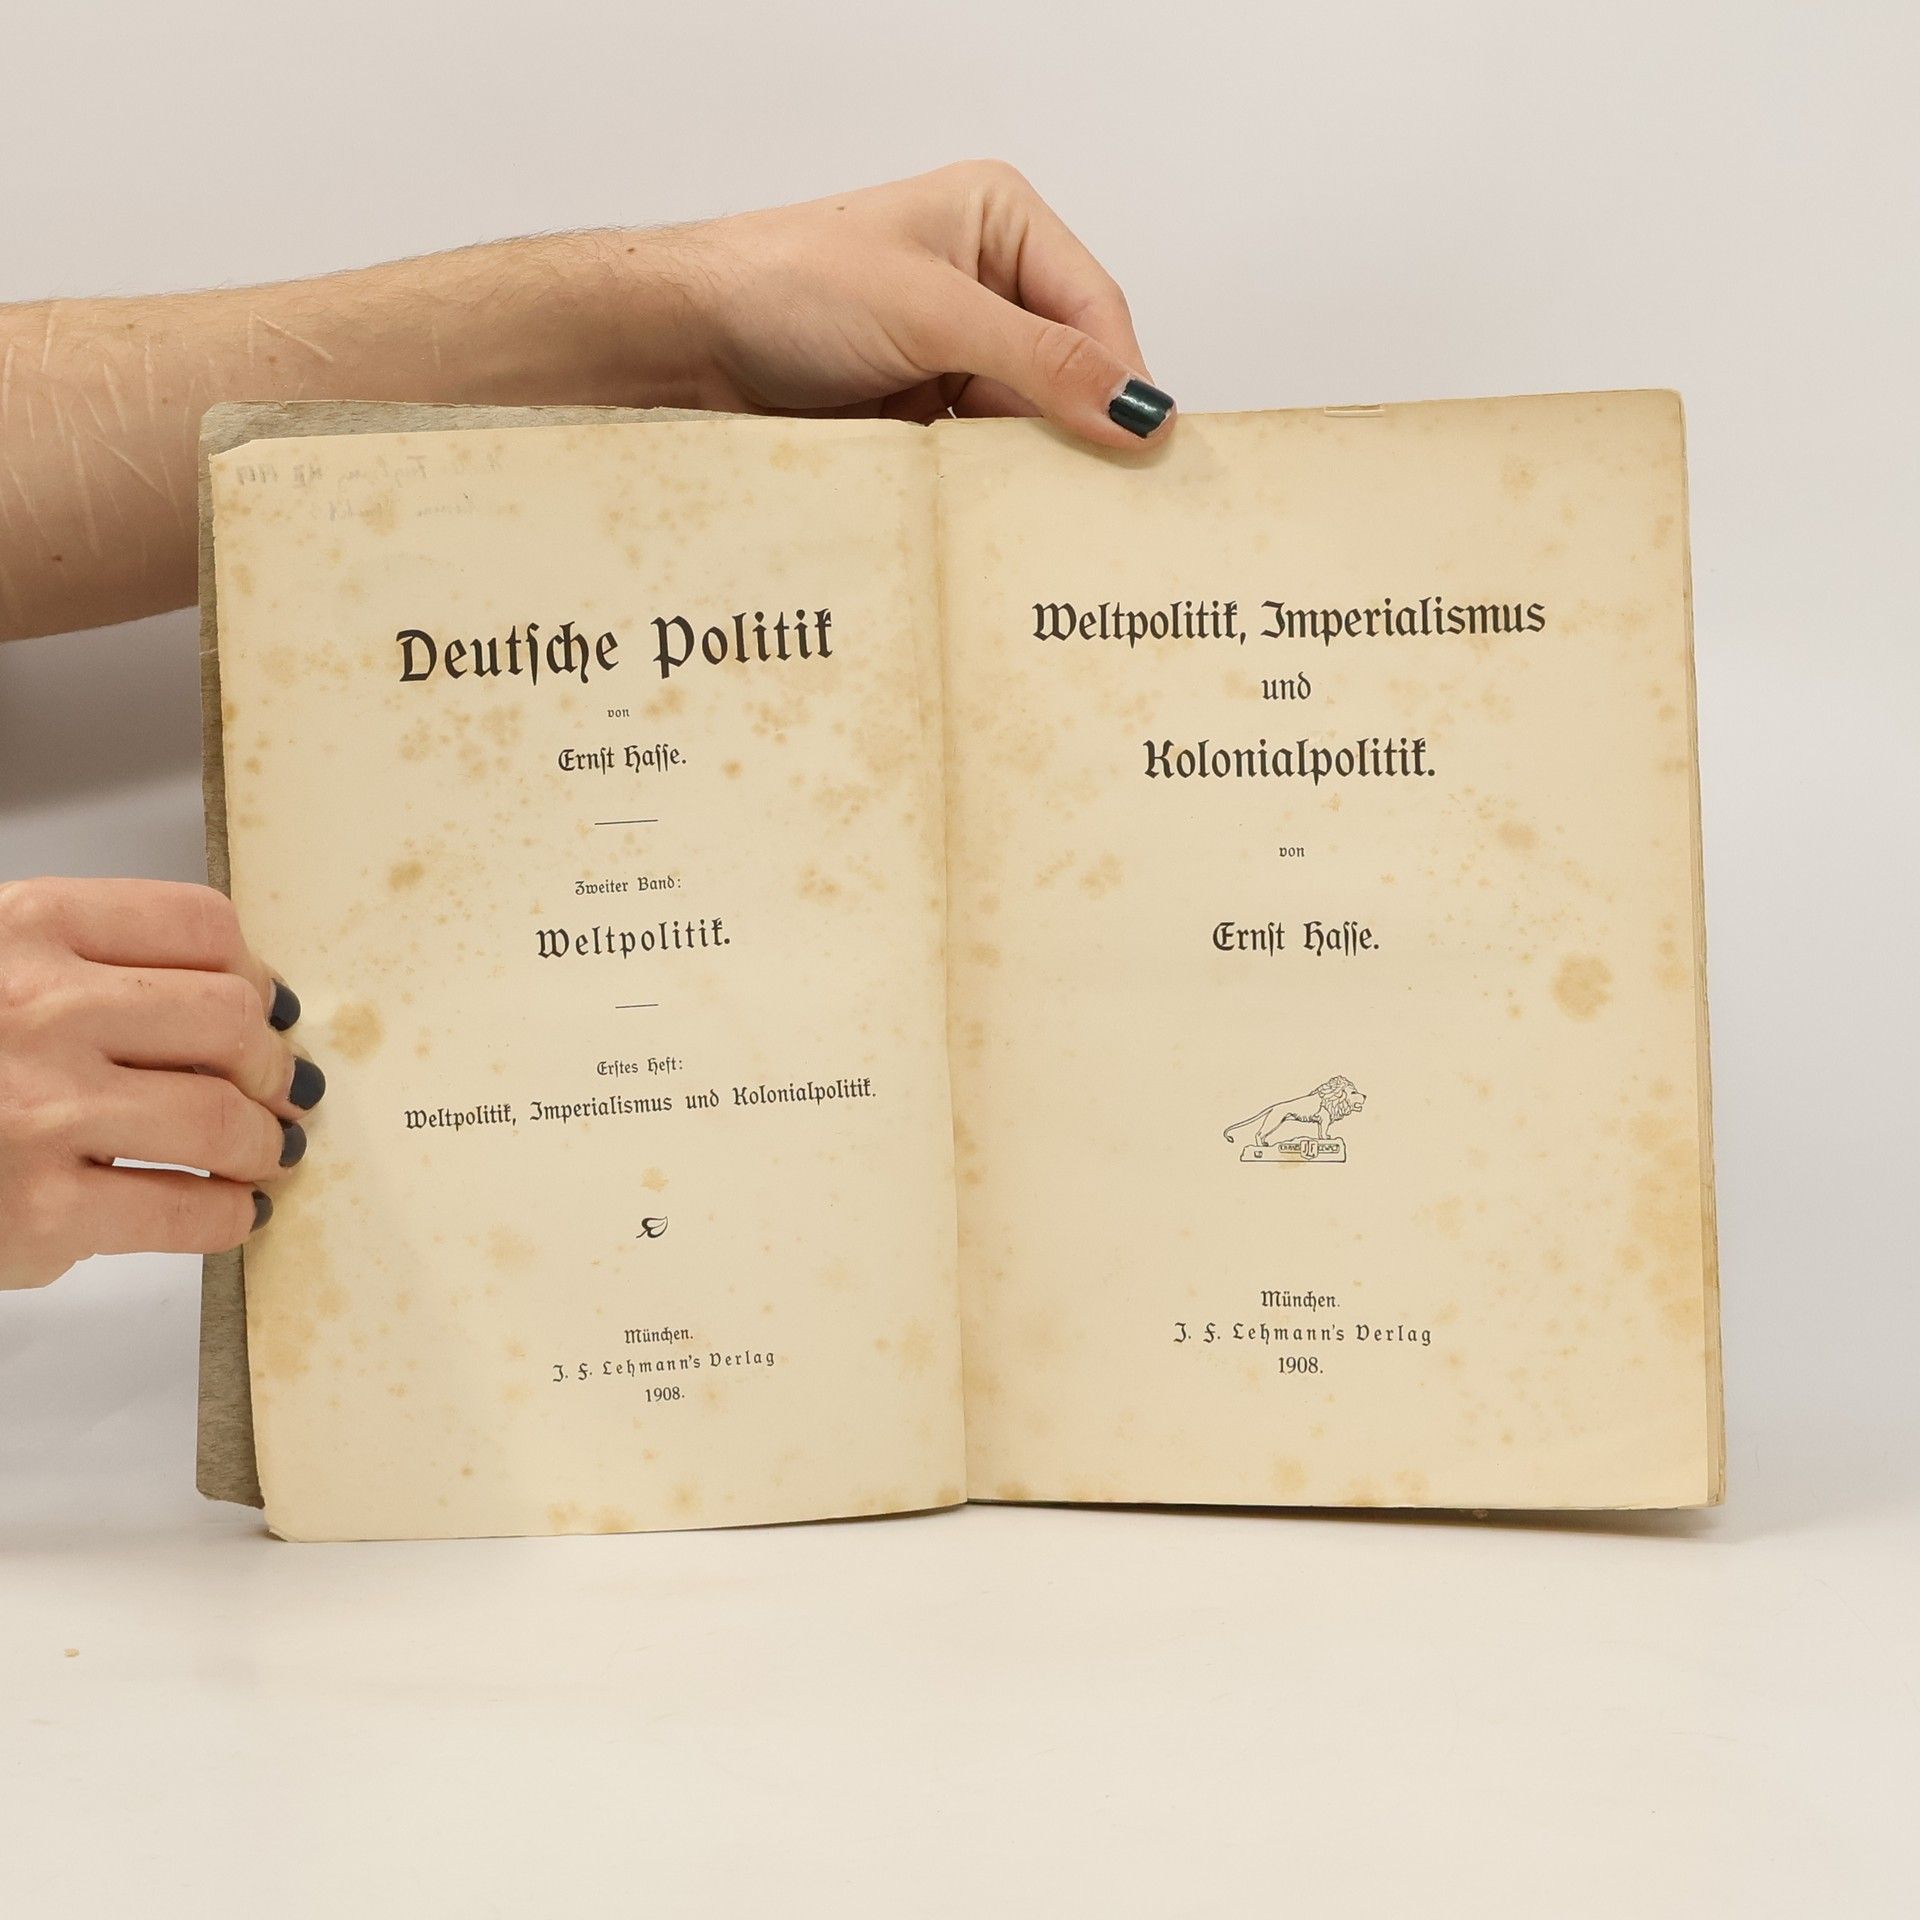 Deutſche Politik
von
Ernſt Haſſe.
Zweiter Band:
Weltpolitik.
Erſtes Heft:
Weltpolitik, Imperialismus und Kolonialpolitik.
München.
J. F. Lehmann's Verlag
1908.
Weltpolitik, Imperialismus
und
Kolonialpolitik.
von
Ernſt Haſſe.
München.
J. F. Lehmann's Verlag
1908.